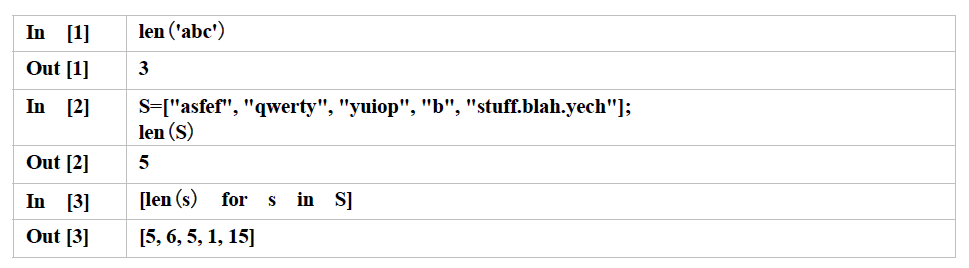 In [1] len（'abc'）
Out [1] 3
In [2] S=["asfef", "qwerty", "yuiop", "b", "stuff.blah.yech"];
len（S）
Out [2] 5
In [3] [len（s） for s in S]
Out [3] [5, 6, 5, 1, 15]